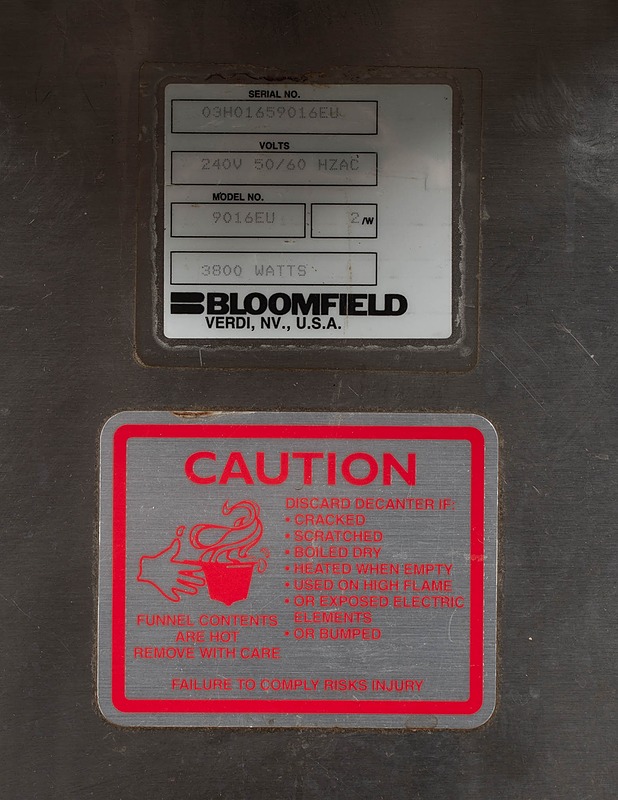 SERIAL NO.
03H01659016EU
VOLTS
240V 50/60 HZAC
MODEL NO.
9016EU 2/W
3800 WATTS
BLOOMFIELD
VERDI, NV., U.S.A.
CAUTION
DISCARD DECANTER IF:
• CRACKED
• SCRATCHED
• BOILED DRY
• HEATED WHEN EMPTY
• USED ON HIGH FLAME
• OR EXPOSED ELECTRIC
ELEMENTS
• OR BUMPED
FUNNEL CONTENTS
ARE HOT
REMOVE WITH CARE
FAILURE TO COMPLY RISKS INJURY